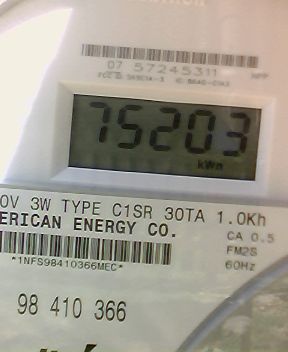 07 57245311 NPP
75203
kWh
0V 3W TYPE C1SR 30TA 1.0Kh
ERICAN ENERGY CO.
CA 0.5
*1NFS98410366MEC*
FM2S
60Hz
98 410 366